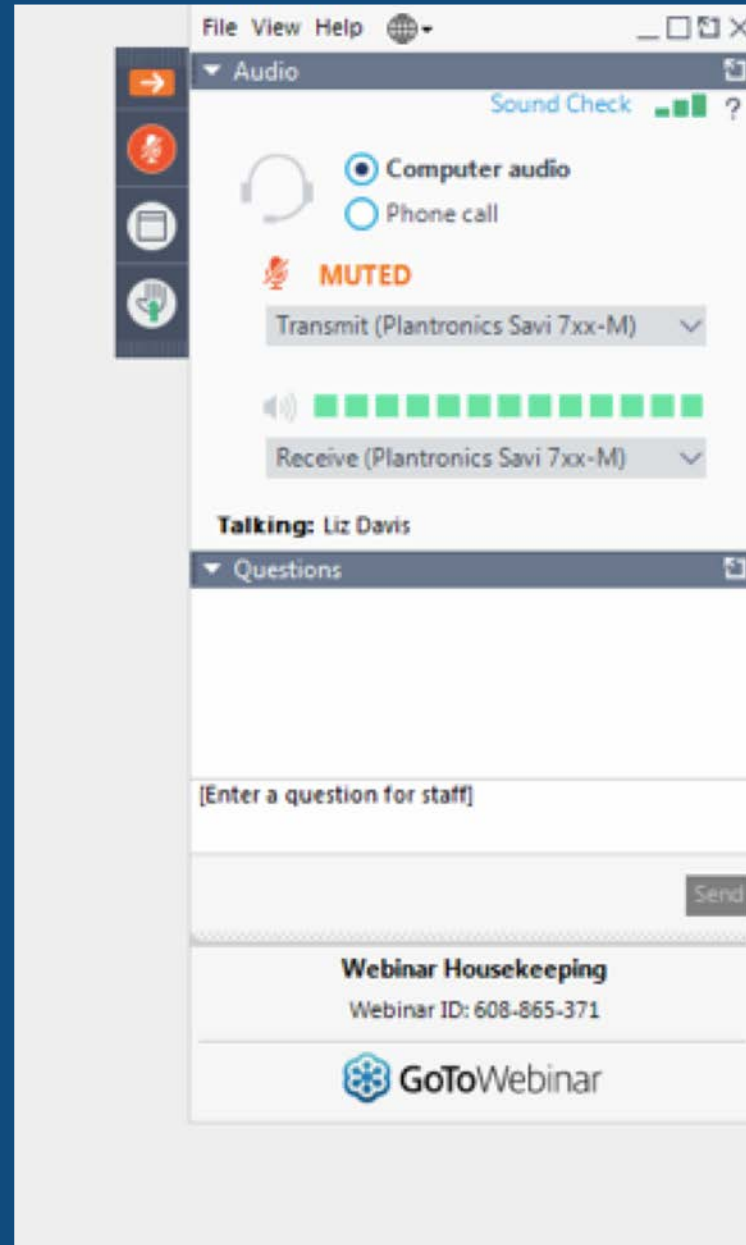 File View Help
Audio
Sound Check ?
Computer audio
Phone call
MUTED
Transmit (Plantronics Savi 7xx-M)
Receive (Plantronics Savi 7xx-M)
Talking: Liz Davis
Questions
[Enter a question for staff]
Send
Webinar Housekeeping
Webinar ID: 608-865-371
GoToWebinar